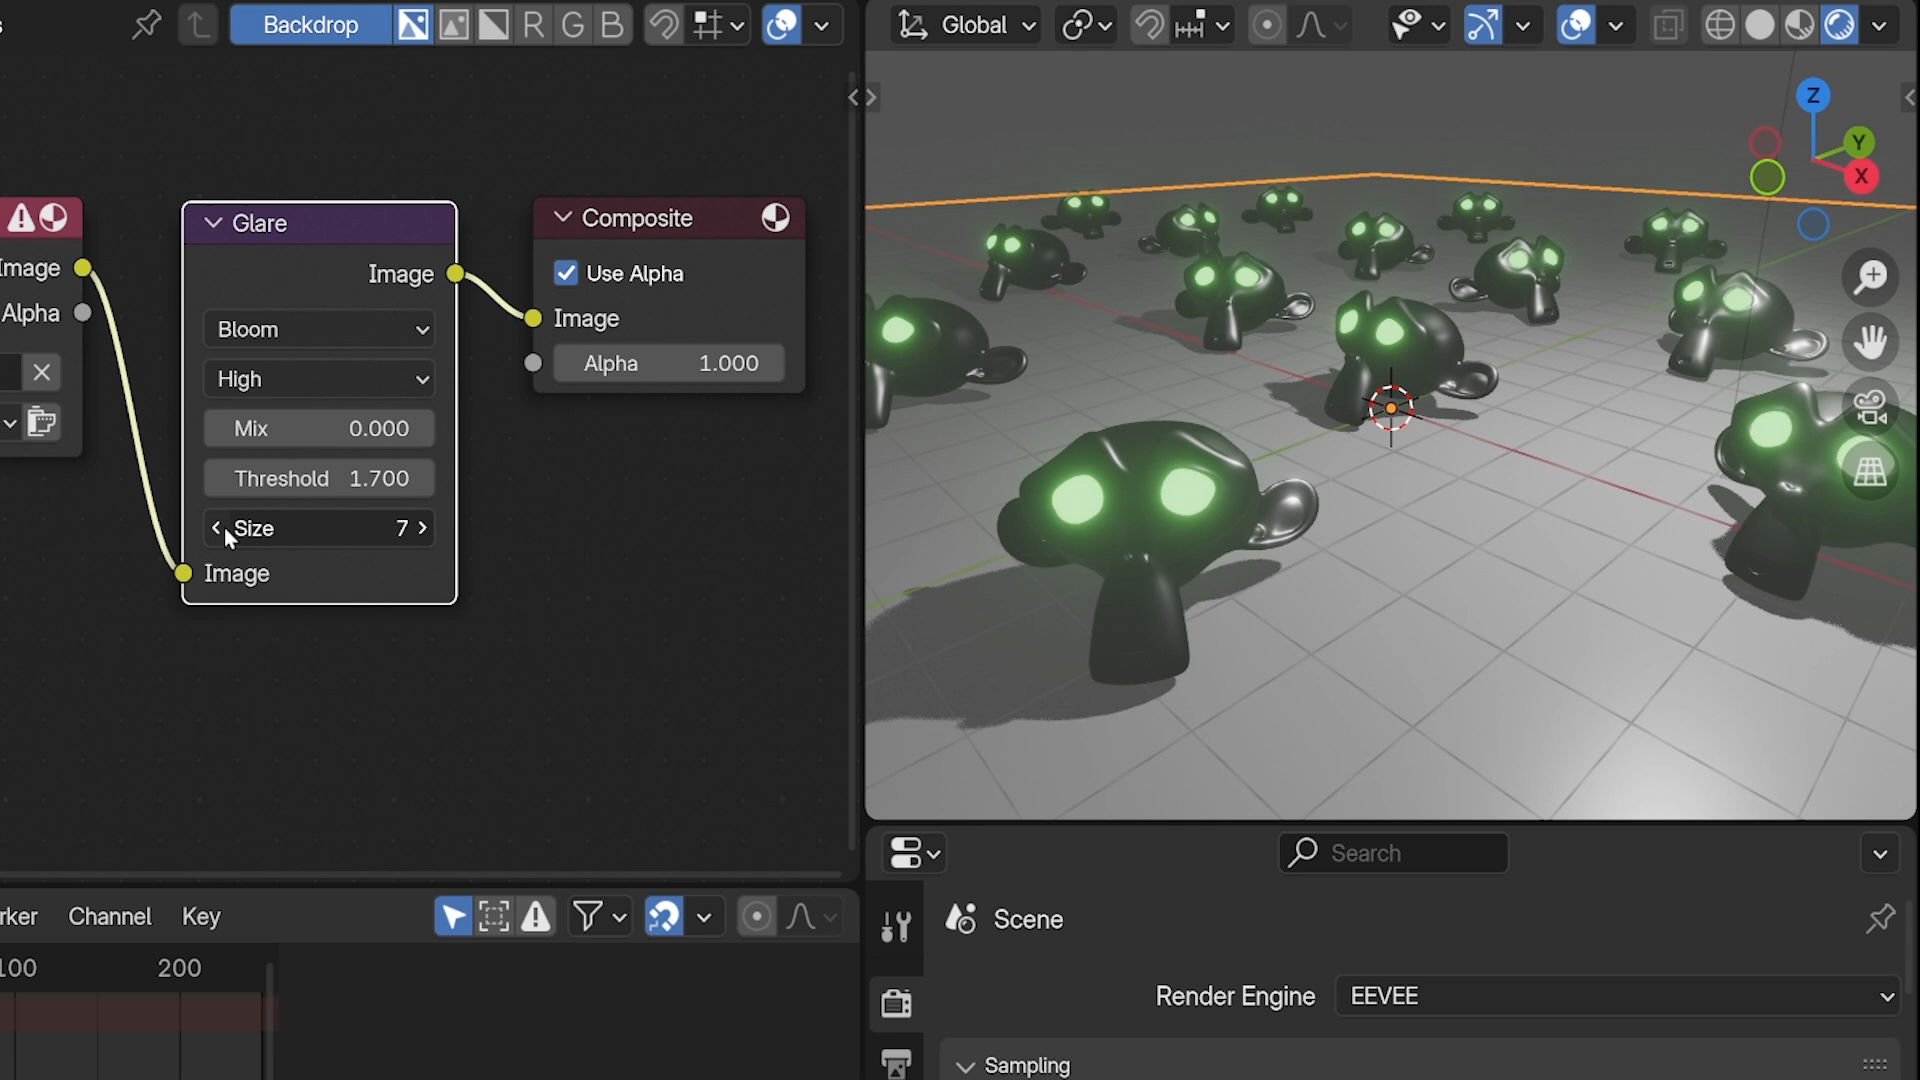 Backdrop
R G B
Global
Z
Y
X
Glare
Image
Bloom
High
Mix 0.000
Threshold 1.700
Size 7
Image
Composite
Use Alpha
Image
Alpha 1.000
Image
Alpha
rker Channel Key
100 200
Search
Scene
Render Engine EEVEE
Sampling